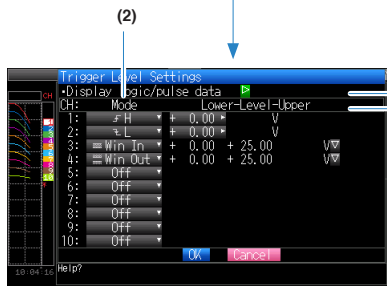 (2)
Trigger Level Settings
•Display logic/pulse data
CH
CH: Mode Lower-Level-Upper
1: H + 0.00 V
2: L + 0.00 V
3: Win In + 0.00 + 25.00 V
4: Win Out + 0.00 + 25.00 V
5: Off
6: Off
7: Off
8: Off
9: Off
10: Off
OK Cancel
10:04:16 Help?